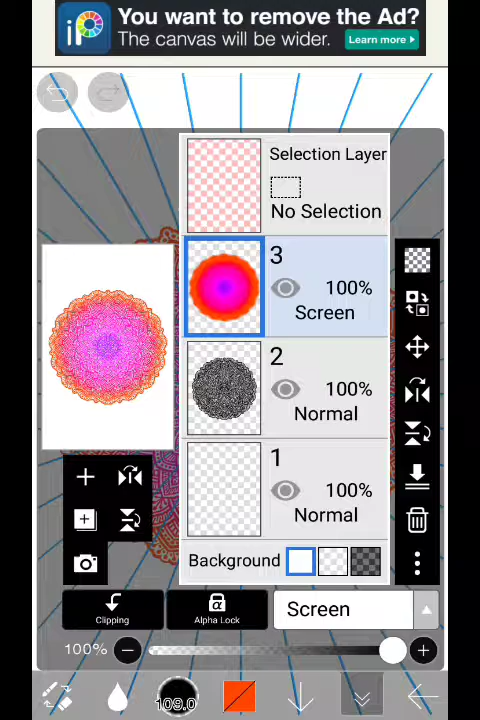 iP
You want to remove the Ad?
The canvas will be wider.
Learn more
Selection Layer
No Selection
3
100%
Screen
2
100%
Normal
1
100%
Normal
Background
Clipping
α
Alpha Lock
Screen
100%
109.0